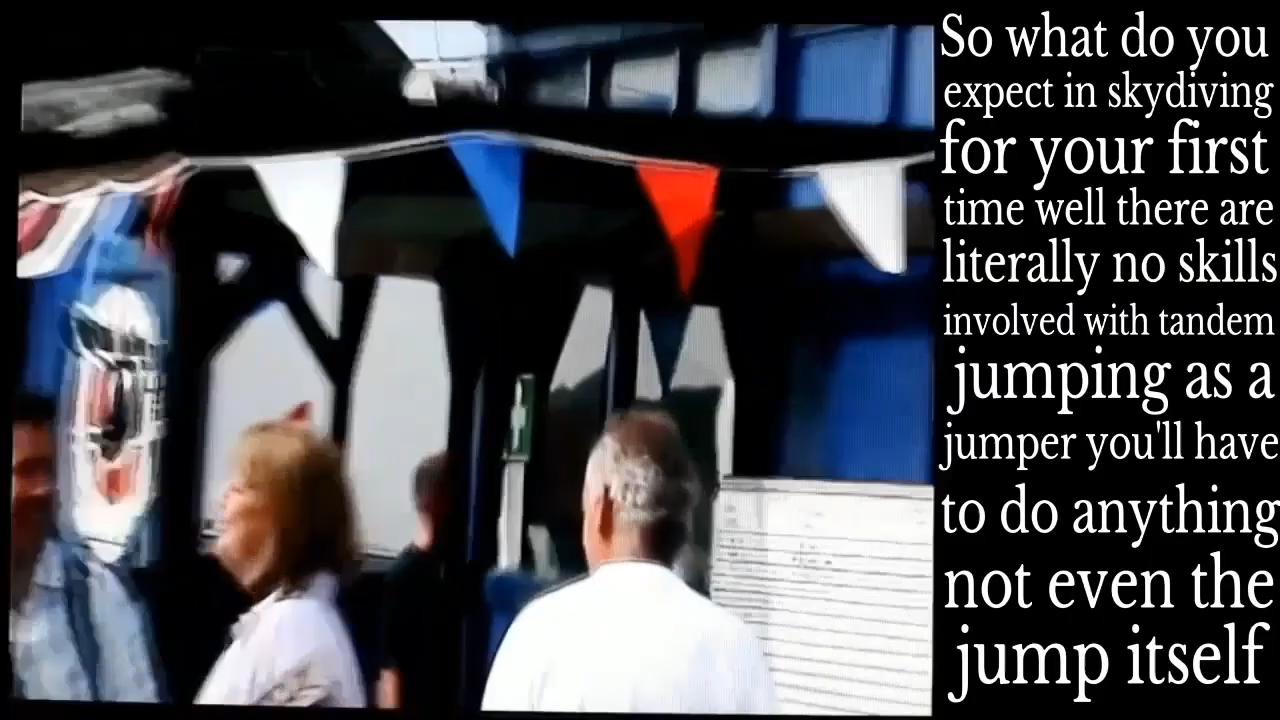 So what do you
expect in skydiving
for your first
time well there are
literally no skills
involved with tandem
jumping as a
jumper you'll have
to do anything
not even the
jump itself